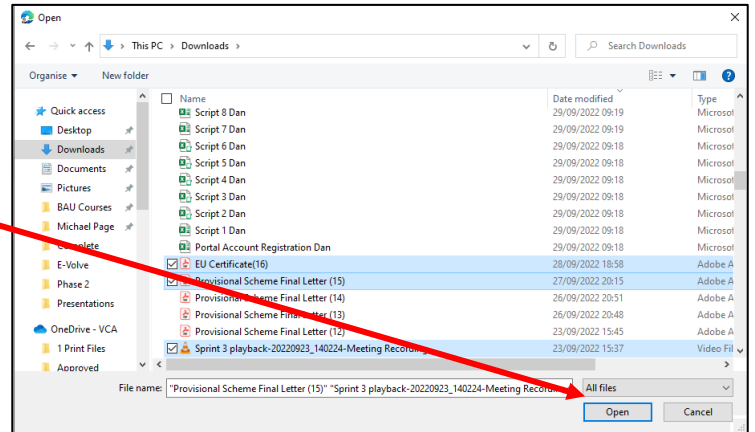 Open
This PC > Downloads >
Search Downloads
Organise
New folder
Name
Date modified
Type
Quick access
Desktop
Downloads
Documents
Pictures
BAU Courses
Michael Page
Complete
E-Volve
Phase 2
Presentations
OneDrive - VCA
1 Print Files
Approved
Script 8 Dan 29/09/2022 09:19 Microsof
Script 7 Dan 29/09/2022 09:19 Microsof
Script 6 Dan 29/09/2022 09:18 Microsof
Script 5 Dan 29/09/2022 09:18 Microsof
Script 4 Dan 29/09/2022 09:18 Microsof
Script 3 Dan 29/09/2022 09:18 Microsof
Script 2 Dan 29/09/2022 09:18 Microsof
Script 1 Dan 29/09/2022 09:18 Microsof
Portal Account Registration Dan 29/09/2022 09:18 Microsof
EU Certificate(16) 28/09/2022 18:58 Adobe A
Provisional Scheme Final Letter (15) 27/09/2022 20:15 Adobe A
Provisional Scheme Final Letter (14) 26/09/2022 20:51 Adobe A
Provisional Scheme Final Letter (13) 26/09/2022 20:48 Adobe A
Provisional Scheme Final Letter (12) 23/09/2022 15:45 Adobe A
Sprint 3 playback-20220923_140224-Meeting Recording 23/09/2022 15:37 Video Fil
File name: "Provisional Scheme Final Letter (15)" "Sprint 3 playback-20220923_140224-Meeting
All files
Open
Cancel